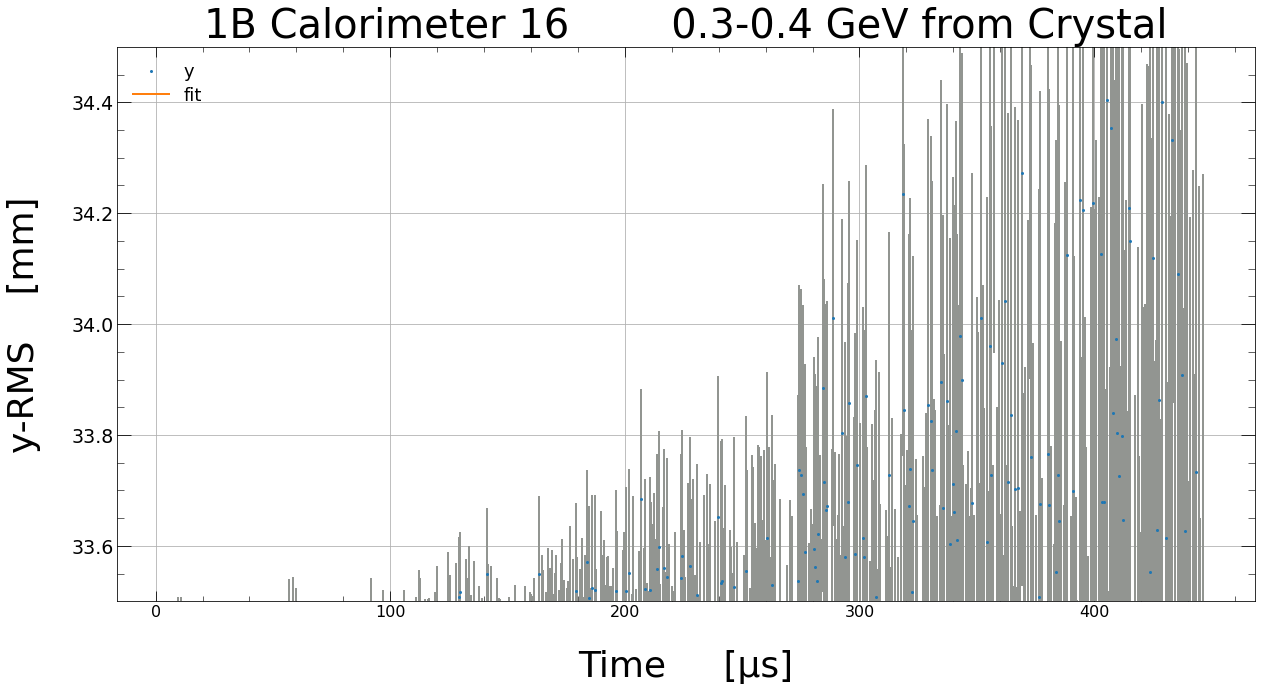 1B Calorimeter 16 0.3-0.4 GeV from Crystal
y
fit
y-RMS [mm]
34.4
34.2
34.0
33.8
33.6
0 100 200 300 400
Time [μs]